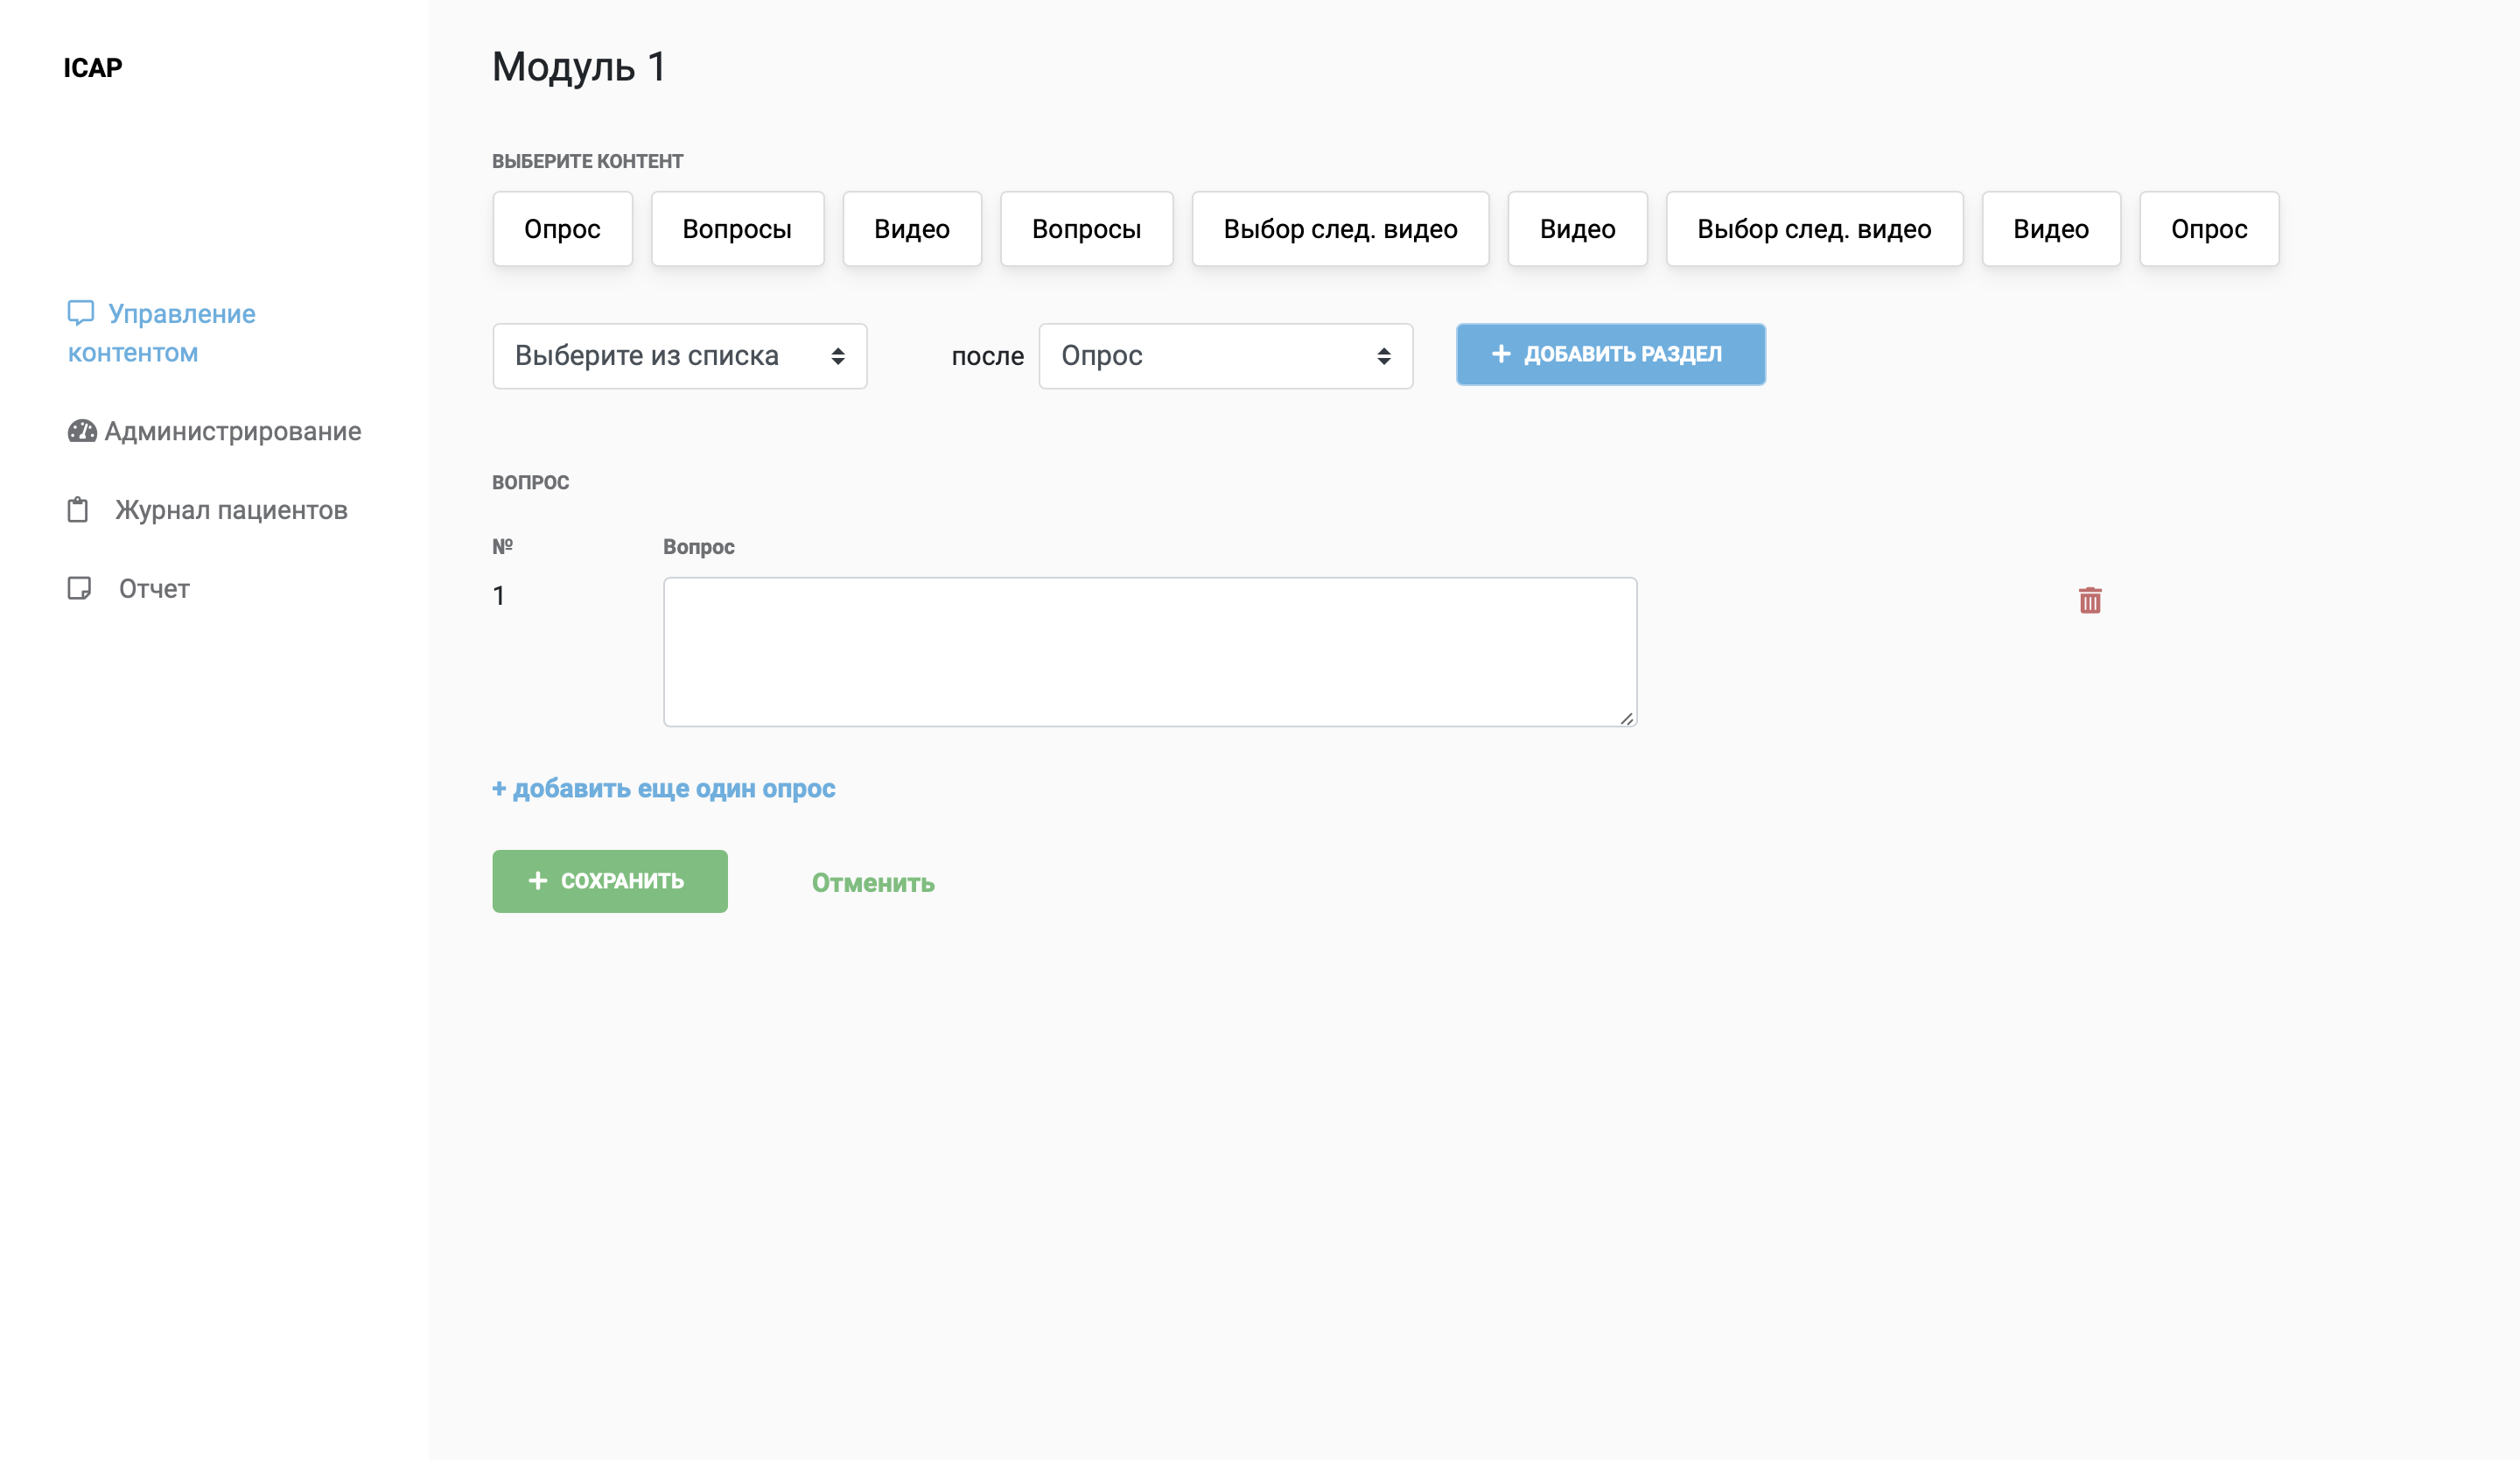 ICAP
Управление
контентом
Администрирование
Журнал пациентов
Отчет
Модуль 1
ВЫБЕРИТЕ КОНТЕНТ
Опрос Вопросы Видео Вопросы Выбор след. видео Видео Выбор след. видео Видео Опрос
Выберите из списка после Опрос + ДОБАВИТЬ РАЗДЕЛ
ВОПРОС
№ Вопрос
1
+ добавить еще один опрос
+ СОХРАНИТЬ Отменить